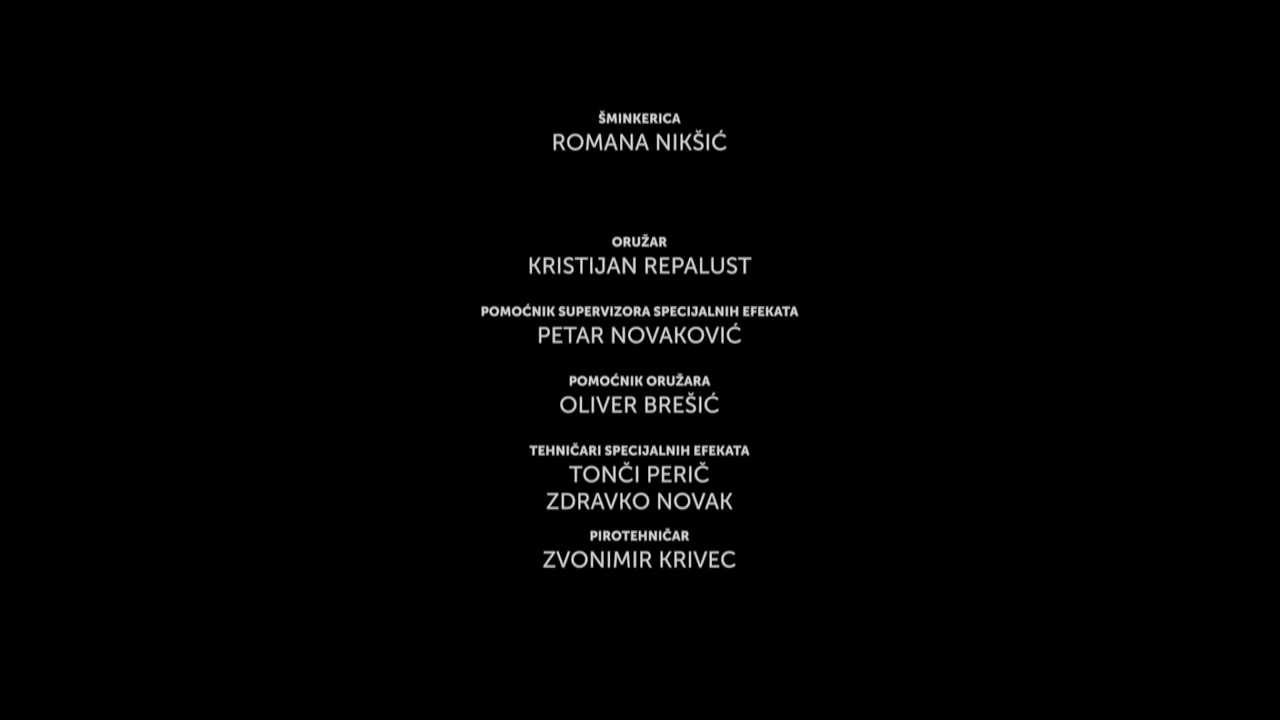 ŠMINKERICA
ROMANA NIKŠIĆ
ORUŽAR
KRISTIJAN REPALUST
POMOĆNIK SUPERVIZORA SPECIJALNIH EFEKATA
PETAR NOVAKOVIĆ
POMOĆNIK ORUŽARA
OLIVER BREŠIĆ
TEHNIČARI SPECIJALNIH EFEKATA
TONČI PERIČ
ZDRAVKO NOVAK
PIROTEHNIČAR
ZVONIMIR KRIVEC